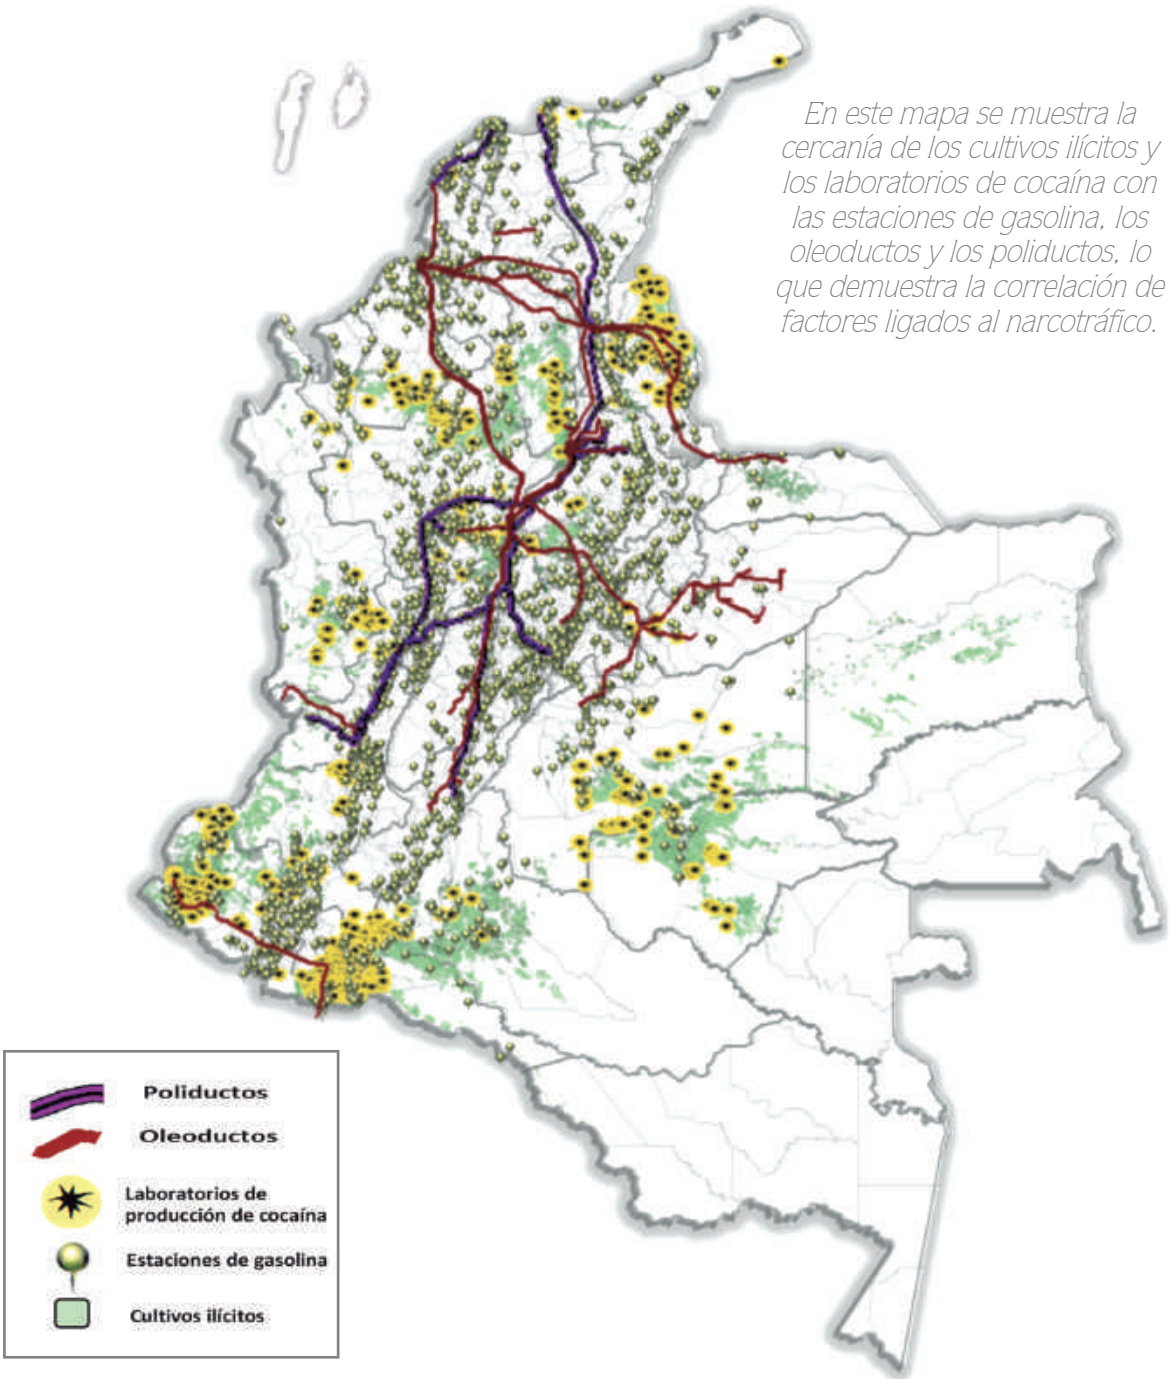 En este mapa se muestra la
cercanía de los cultivos ilícitos y
los laboratorios de cocaína con
las estaciones de gasolina, los
oleoductos y los poliductos, lo
que demuestra la correlación de
factores ligados al narcotráfico.
Poliductos
Oleoductos
Laboratorios de
producción de cocaína
Estaciones de gasolina
Cultivos ilícitos